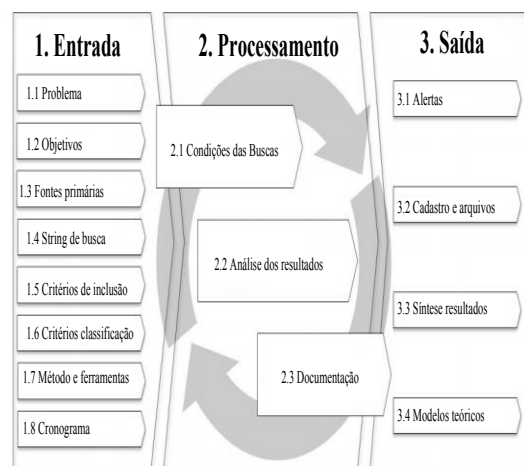 1. Entrada
1.1 Problema
1.2 Objetivos
1.3 Fontes primárias
1.4 String de busca
1.5 Critérios de inclusão
1.6 Critérios classificação
1.7 Método e ferramentas
1.8 Cronograma
2. Processamento
2.1 Condições das Buscas
2.2 Análise dos resultados
2.3 Documentação
3. Saída
3.1 Alertas
3.2 Cadastro e arquivos
3.3 Síntese resultados
3.4 Modelos teóricos